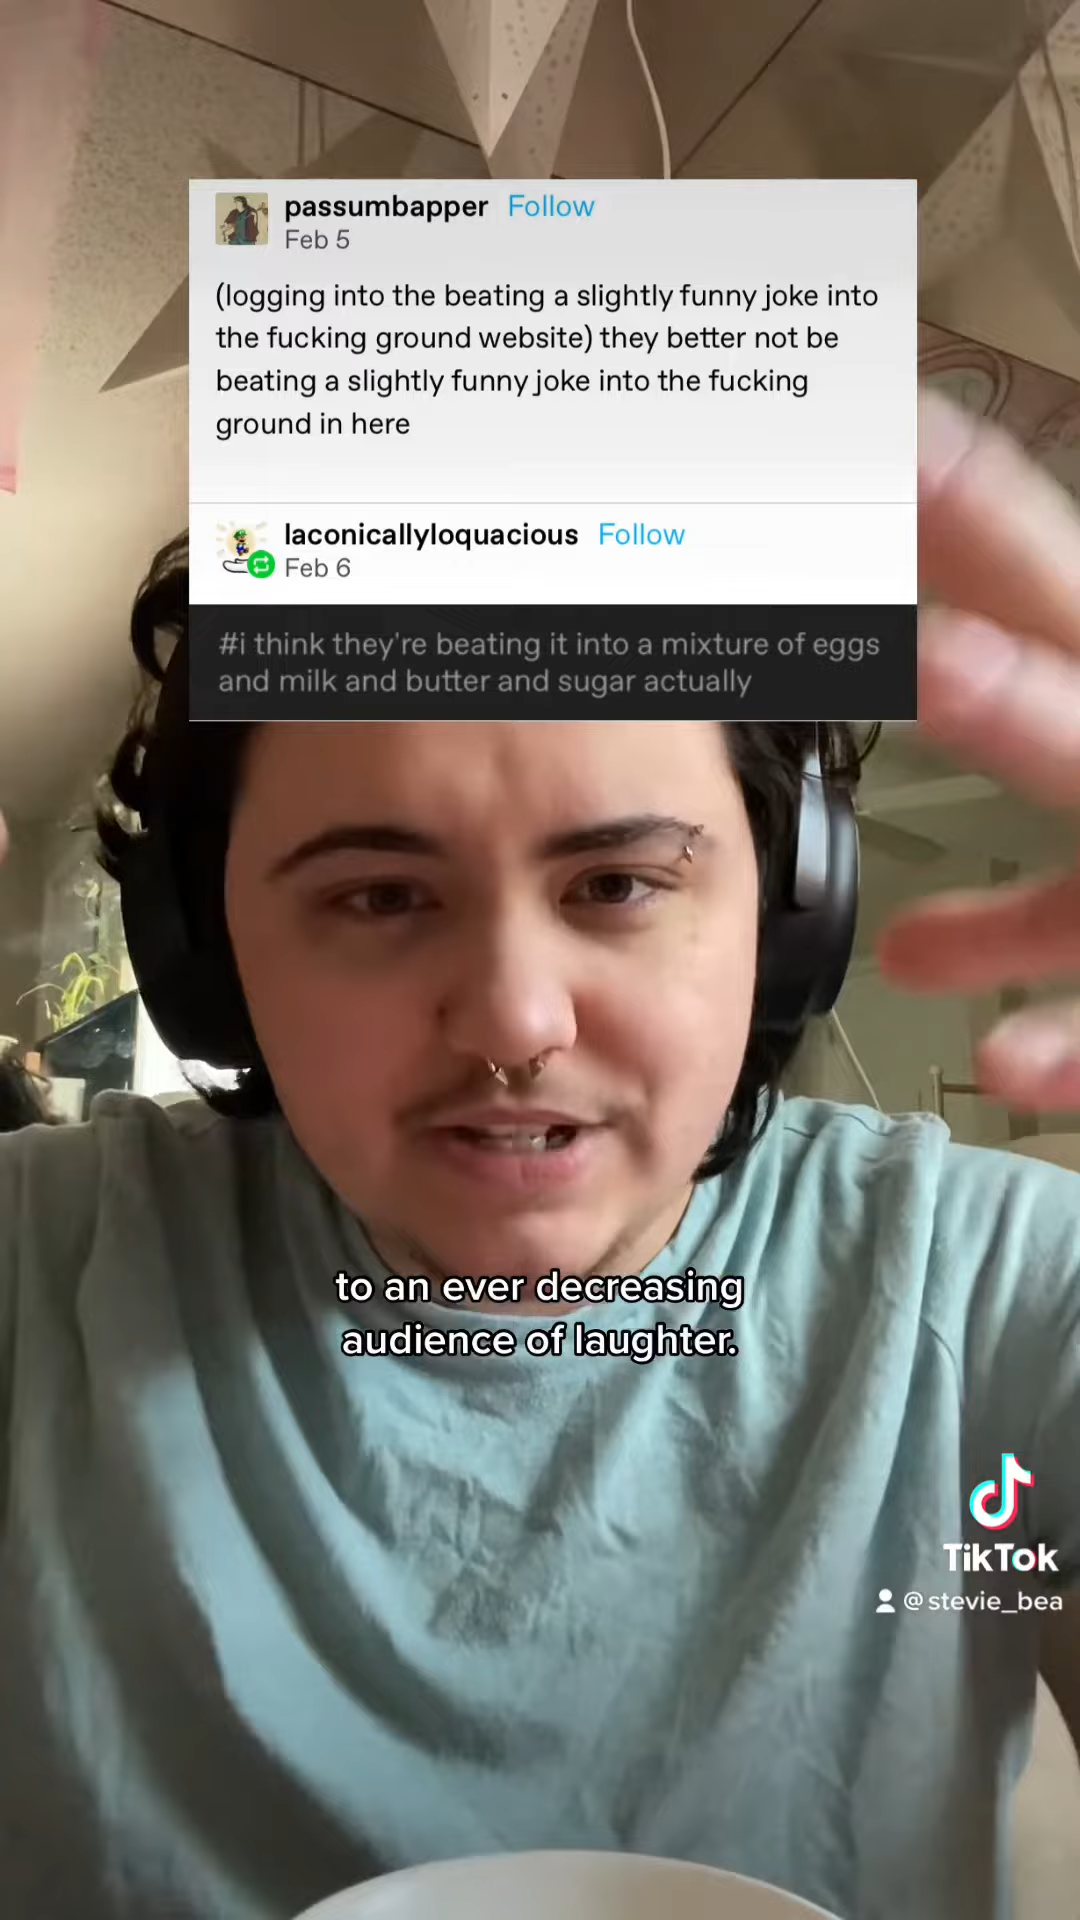 passumbapper Follow
Feb 5
(logging into the beating a slightly funny joke into
the fucking ground website) they better not be
beating a slightly funny joke into the fucking
ground in here
laconicallyloquacious Follow
Feb 6
#i think they're beating it into a mixture of eggs
and milk and butter and sugar actually
to an ever decreasing
audience of laughter.
TikTok
@stevie_bea